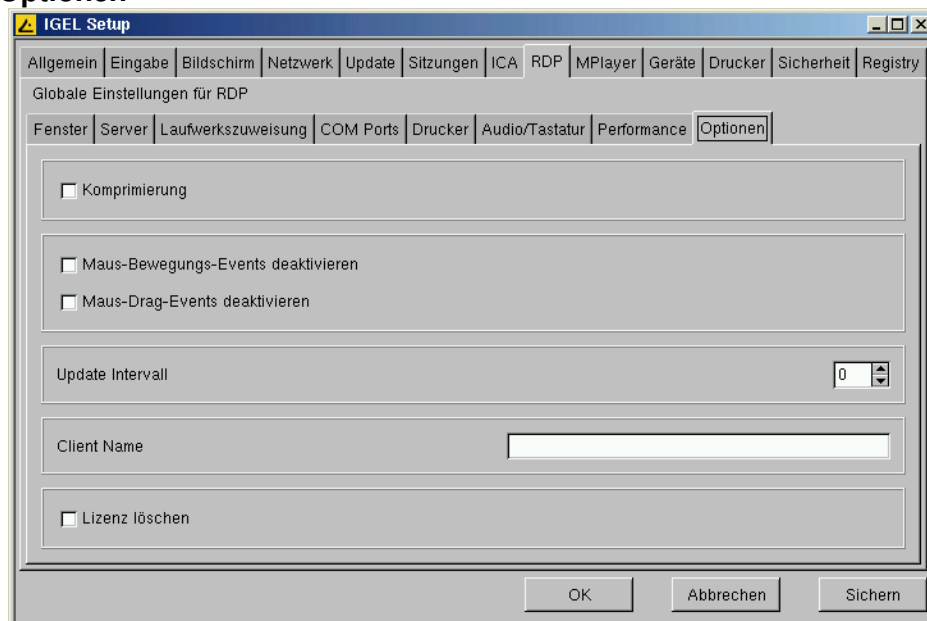 Optionen
IGEL Setup
Allgemein Eingabe Bildschirm Netzwerk Update Sitzungen ICA RDP MPlayer Geräte Drucker Sicherheit Registry
Globale Einstellungen für RDP
Fenster Server Laufwerkszuweisung COM Ports Drucker Audio/Tastatur Performance Optionen
Komprimierung
Maus-Bewegungs-Events deaktivieren
Maus-Drag-Events deaktivieren
Update Intervall 0
Client Name
Lizenz löschen
OK Abbrechen Sichern